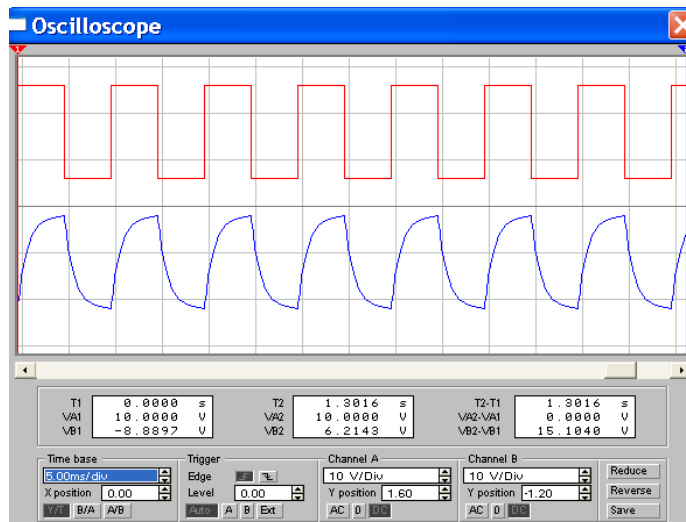 Oscilloscope
1
T1 0.0000 s T2 1.3016 s T2-T1 1.3016 s
VA1 10.0000 V VA2 10.0000 V VA2-VA1 0.0000 V
VB1 -8.8897 V VB2 6.2143 V VB2-VB1 15.1040 V
Time base Trigger Channel A Channel B
5.00ms/div Edge 10 V/Div 10 V/Div Reduce
X position 0.00 Level 0.00 Y position 1.60 Y position -1.20 Reverse
Y/T B/A A/B Auto A B Ext AC 0 DC AC 0 DC Save